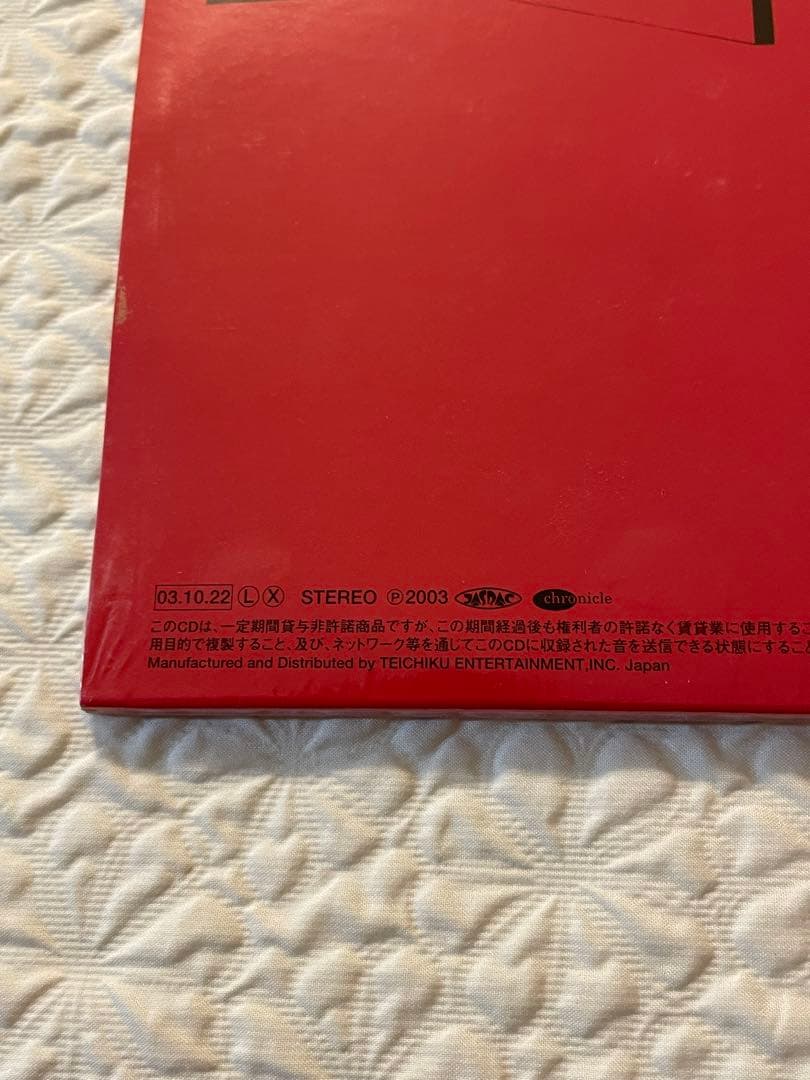 03.10.22 Ⓛ Ⓧ STEREO ℗2003 JASRAC chronicle
このCDは、一定期間貸与非許諾商品ですが、この期間経過後も権利者の許諾なく賃貸業に使用するこ
用目的で複製すること、及び、ネットワーク等を通じてこのCDに収録された音を送信できる状態にすること
Manufactured and Distributed by TEICHIKU ENTERTAINMENT,INC. Japan